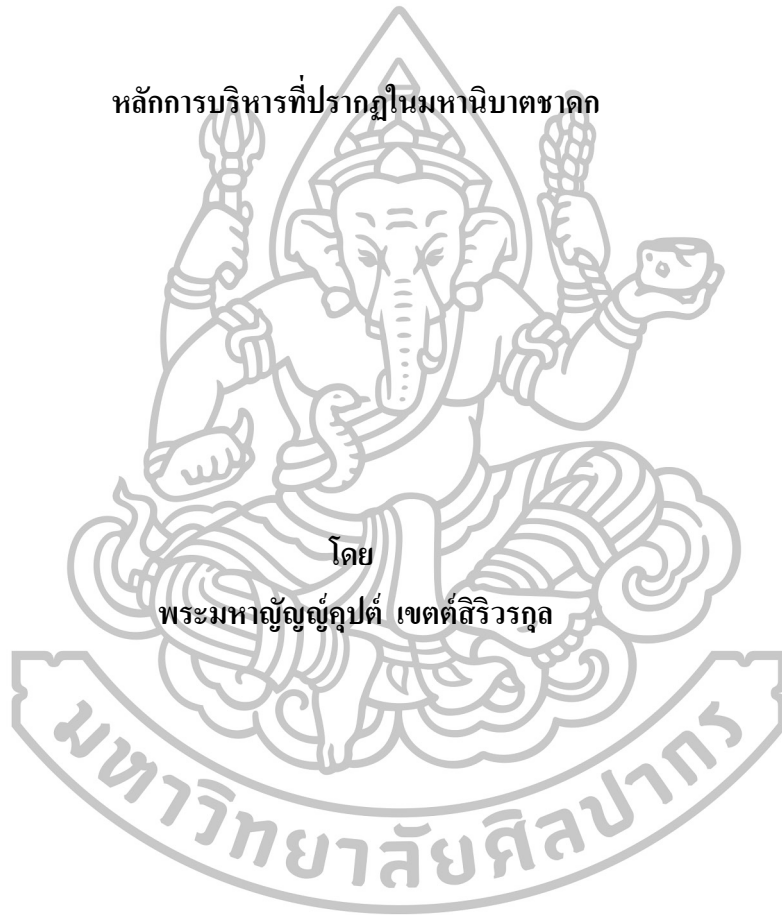 หลักการบริหารที่ปรากฏในมหานิบาตชาดก
โดย
พระมหาญัญญ์คุปต์ เขตต์สิริวรกุล
มหาวิทยาลัยศิลปากร